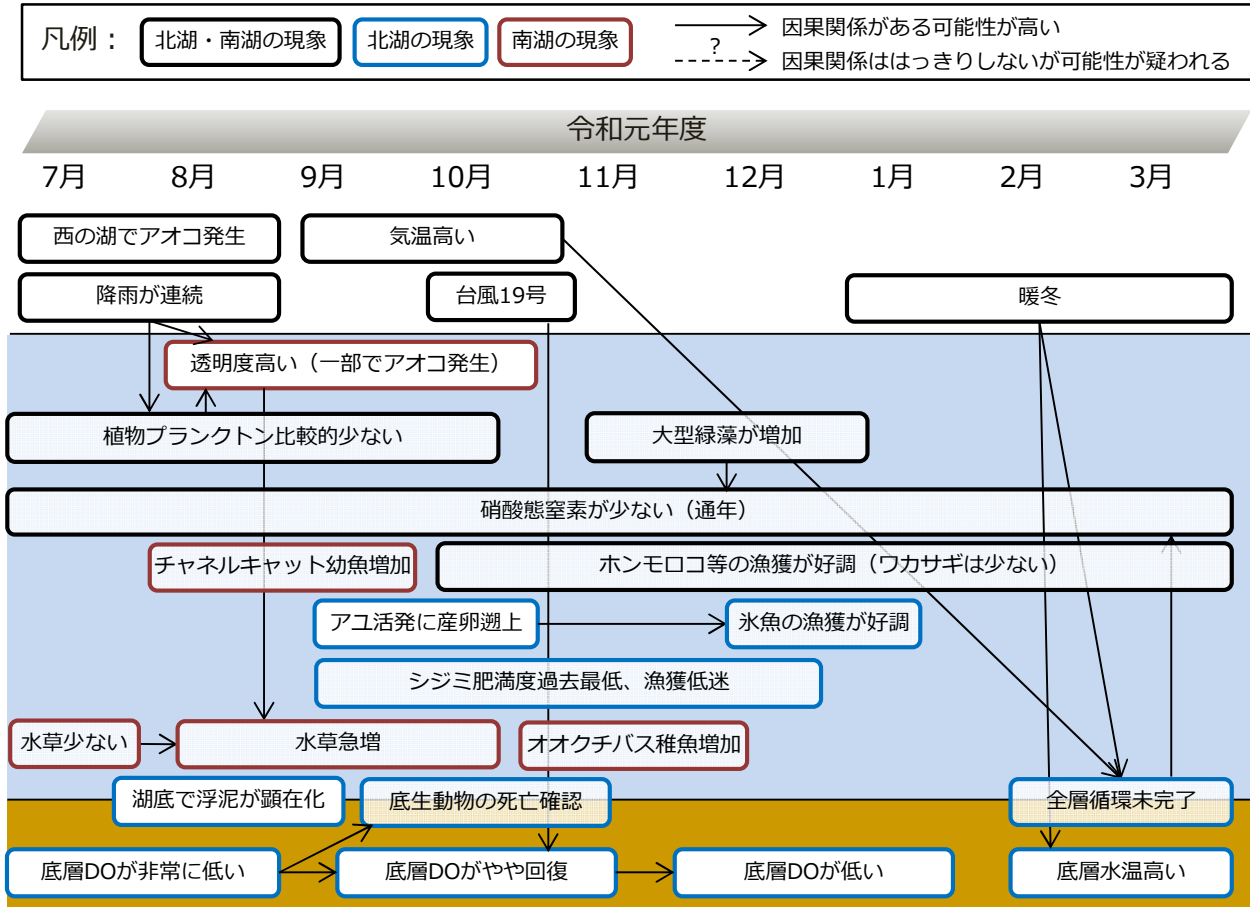 凡例：
北湖・南湖の現象
北湖の現象
南湖の現象
因果関係がある可能性が高い
?
因果関係ははっきりしないが可能性が疑われる
令和元年度
7月 8月 9月 10月 11月 12月 1月 2月 3月
西の湖でアオコ発生
気温高い
降雨が連続
台風19号
暖冬
透明度高い（一部でアオコ発生）
植物プランクトン比較的少ない
大型緑藻が増加
硝酸態窒素が少ない（通年）
チャネルキャット幼魚増加
ホンモロコ等の漁獲が好調（ワカサギは少ない）
アユ活発に産卵遡上
氷魚の漁獲が好調
シジミ肥満度過去最低、漁獲低迷
水草少ない
水草急増
オオクチバス稚魚増加
湖底で浮泥が顕在化
底生動物の死亡確認
全層循環未完了
底層DOが非常に低い
底層DOがやや回復
底層DOが低い
底層水温高い